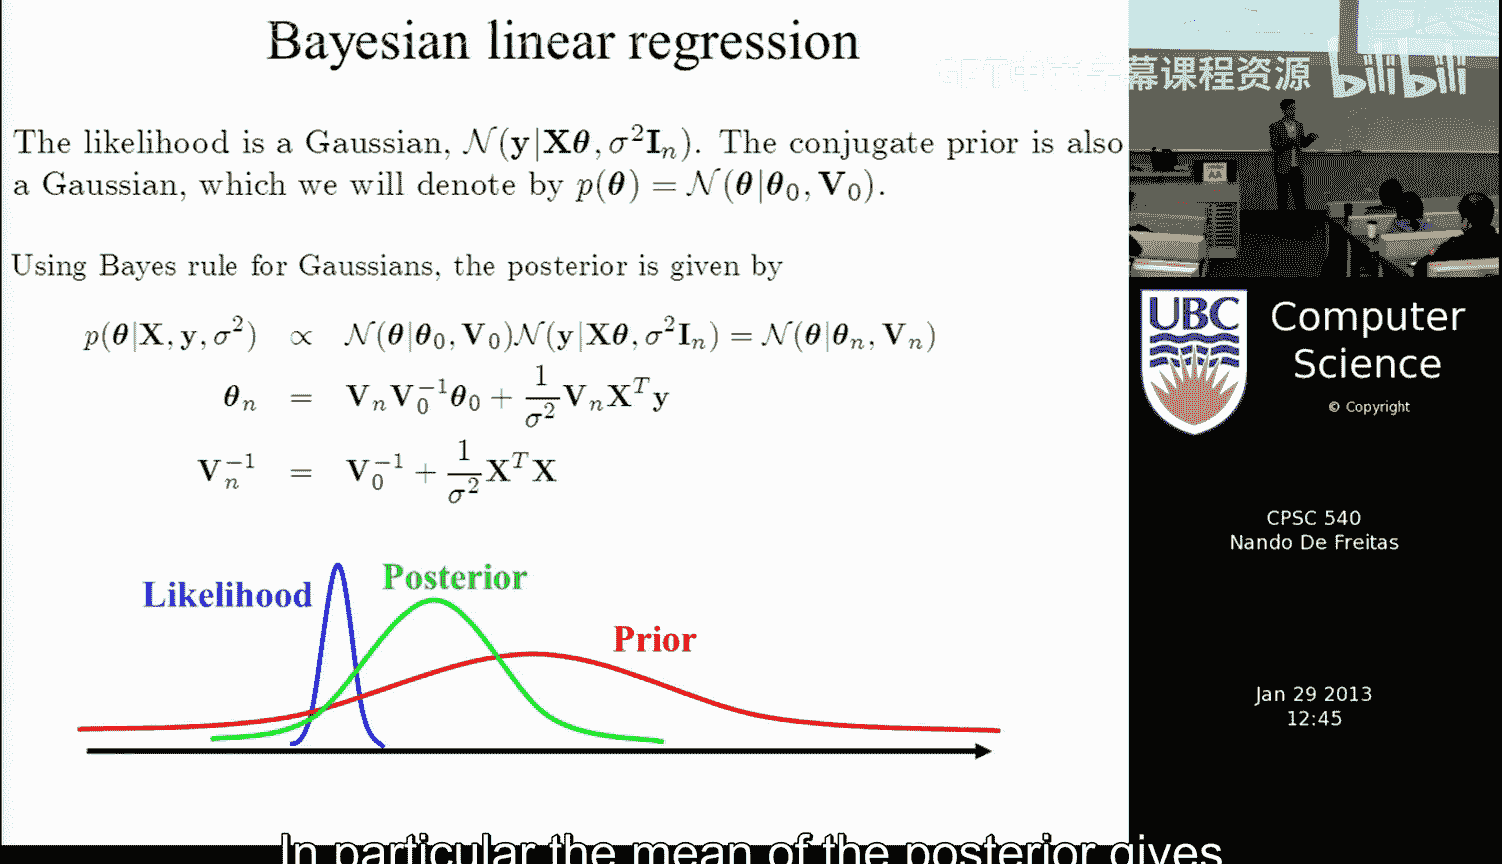 Bayesian linear regression
The likelihood is a Gaussian, 𝒩(y|Xθ, σ²Iₙ). The conjugate prior is also
a Gaussian, which we will denote by p(θ) = 𝒩(θ|θ₀, V₀).
Using Bayes rule for Gaussians, the posterior is given by
p(θ|X, y, σ²) ∝ 𝒩(θ|θ₀, V₀)𝒩(y|Xθ, σ²Iₙ) = 𝒩(θ|θₙ, Vₙ)
θₙ = VₙV₀⁻¹θ₀ + 1/σ² VₙXᵀy
Vₙ⁻¹ = V₀⁻¹ + 1/σ² XᵀX
Likelihood
Posterior
Prior
In particular the mean of the posterior gives
幕课程资源 bilibili
UBC
Computer
Science
© Copyright
CPSC 540
Nando De Freitas
Jan 29 2013
12:45